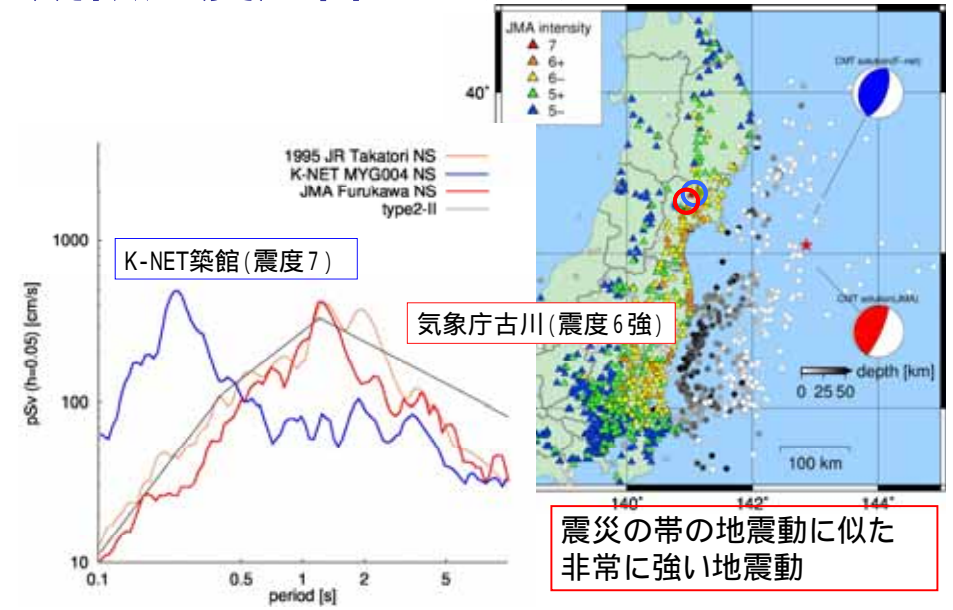 JMA intensity
7
6+
6-
5+
5-
CMT solution(F-net)
40°
1995 JR Takatori NS
K-NET MYG004 NS
JMA Furukawa NS
type2-II
1000
K-NET築館(震度7)
気象庁古川(震度6強)
CMT solution(JMA)
depth [km]
0 25 50
100 km
pSv (h=0.05) [cm/s]
100
10
0.1
0.5
1
2
5
period [s]
140°
142°
144°
震災の帯の地震動に似た
非常に強い地震動